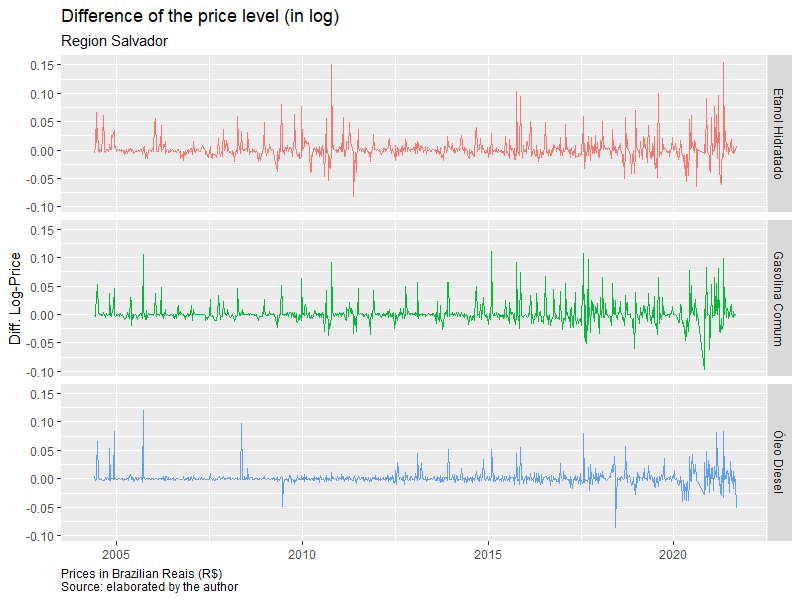 Difference of the price level (in log)
Region Salvador
Diff. Log-Price
0.15
0.10
0.05
0.00
-0.05
-0.10
Etanol Hidratado
0.15
0.10
0.05
0.00
-0.05
-0.10
Gasolina Comum
0.15
0.10
0.05
0.00
-0.05
-0.10
Óleo Diesel
2005 2010 2015 2020
Prices in Brazilian Reais (R$)
Source: elaborated by the author